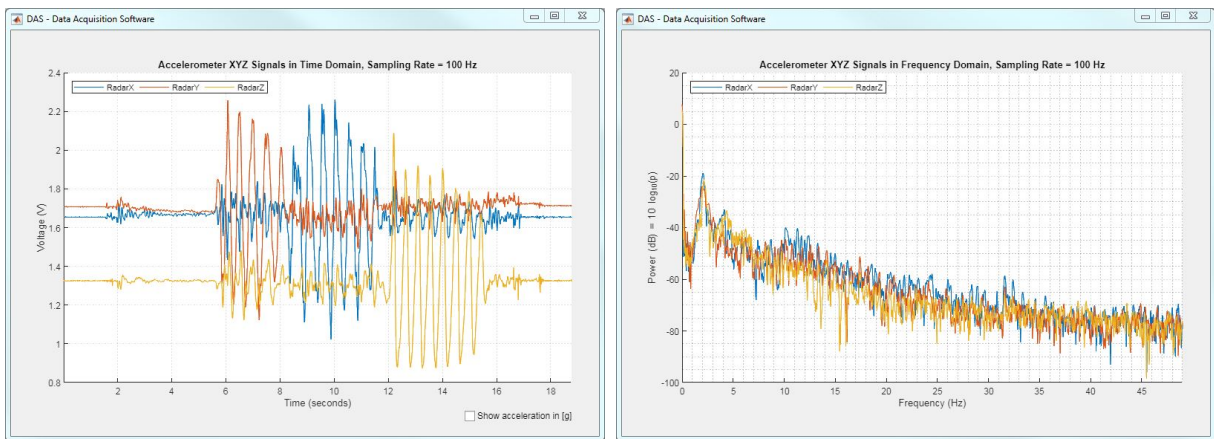 DAS - Data Acquisition Software
Accelerometer XYZ Signals in Time Domain, Sampling Rate = 100 Hz
RadarX RadarY RadarZ
2.4
2.2
2
1.8
1.6
1.4
1.2
1
0.8
Voltage (V)
2 4 6 8 10 12 14 16 18
Time (seconds)
Show acceleration in [g]
DAS - Data Acquisition Software
Accelerometer XYZ Signals in Frequency Domain, Sampling Rate = 100 Hz
RadarX RadarY RadarZ
20
0
-20
-40
-60
-80
-100
Power (dB) = 10 log₁₀(p)
0 5 10 15 20 25 30 35 40 45
Frequency (Hz)